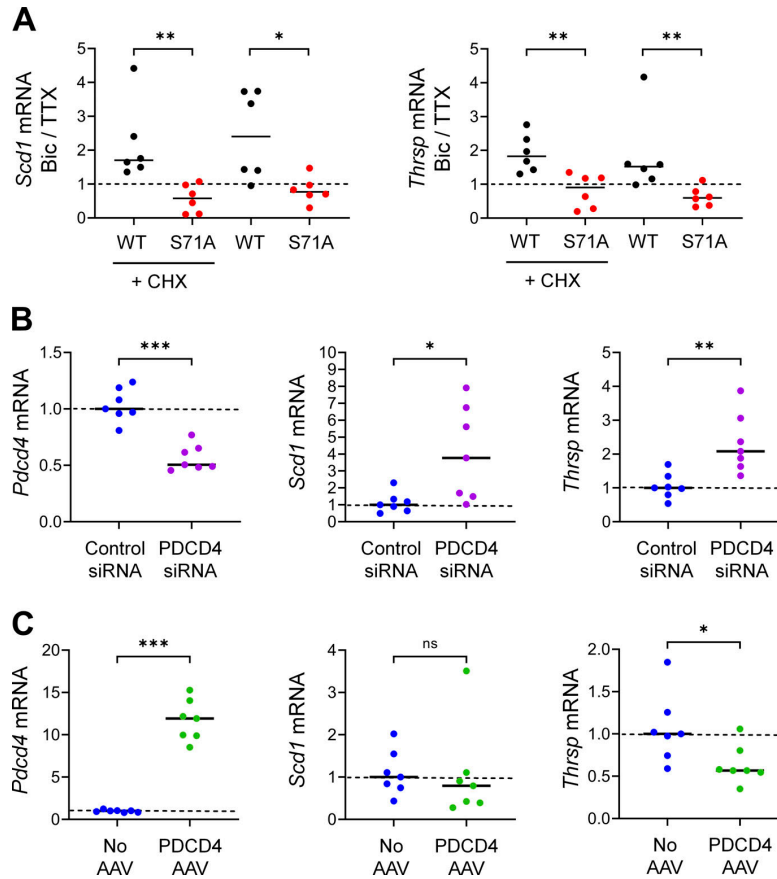 A
Scd1 mRNA
Bic / TTX
5
4
3
2
1
0
**
*
WT
S71A
WT
S71A
+ CHX
Thrsp mRNA
Bic / TTX
5
4
3
2
1
0
**
**
WT
S71A
WT
S71A
+ CHX
B
Pdcd4 mRNA
1.5
1.0
0.5
0.0
***
Control
siRNA
PDCD4
siRNA
Scd1 mRNA
10
9
8
7
6
5
4
3
2
1
0
*
Control
siRNA
PDCD4
siRNA
Thrsp mRNA
5
4
3
2
1
0
**
Control
siRNA
PDCD4
siRNA
C
Pdcd4 mRNA
20
15
10
5
0
***
No
AAV
PDCD4
AAV
Scd1 mRNA
4
3
2
1
0
ns
No
AAV
PDCD4
AAV
Thrsp mRNA
2.0
1.5
1.0
0.5
0.0
*
No
AAV
PDCD4
AAV